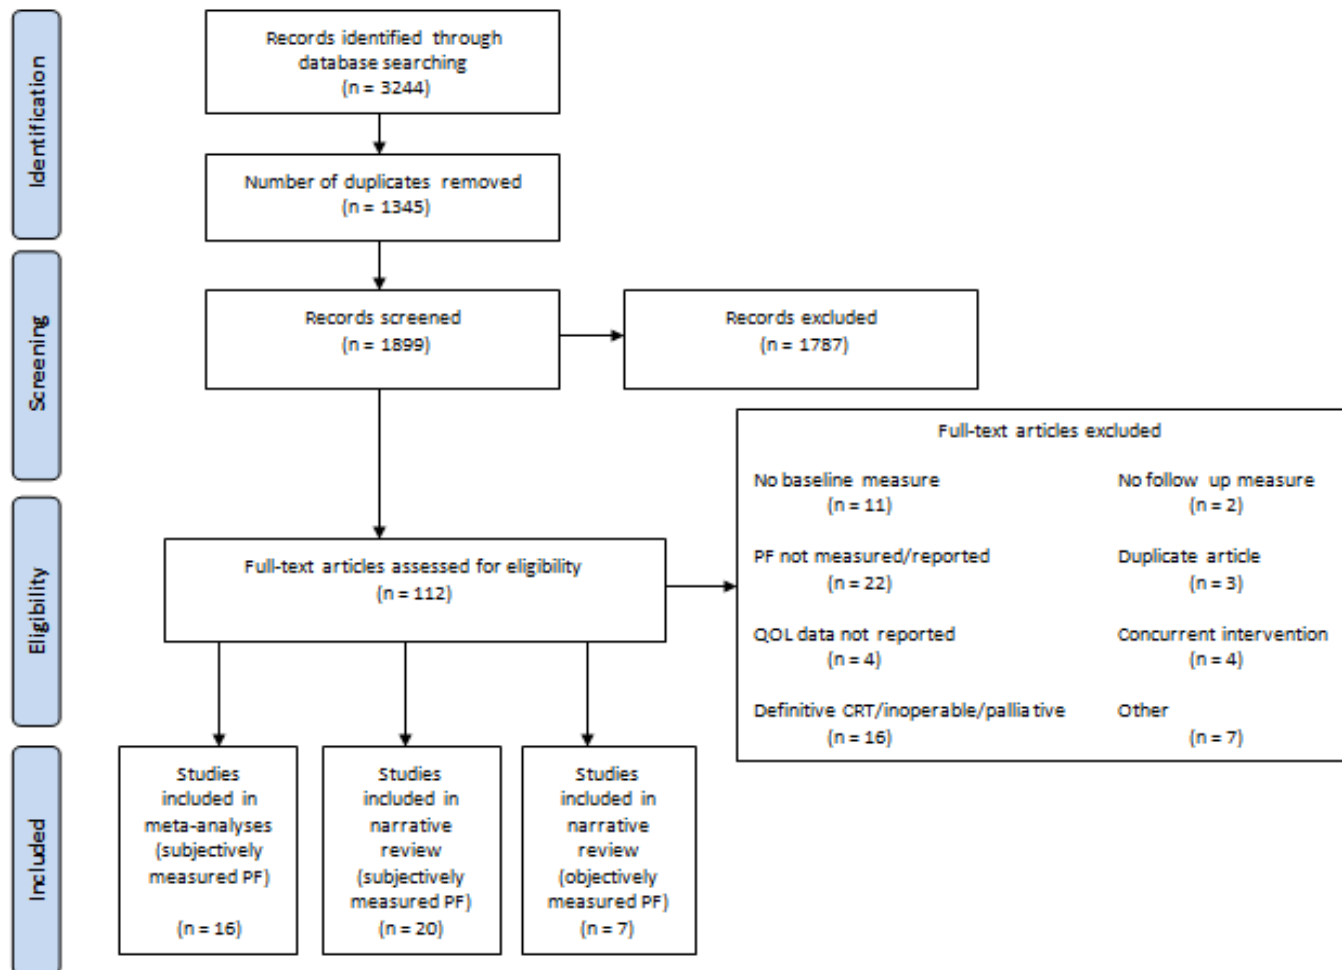 Identification
Records identified through
database searching
(n = 3244)
Number of duplicates removed
(n = 1345)
Screening
Records screened
(n = 1899)
Records excluded
(n = 1787)
Eligibility
Full-text articles assessed for eligibility
(n = 112)
Full-text articles excluded
No baseline measure
(n = 11)
No follow up measure
(n = 2)
PF not measured/reported
(n = 22)
Duplicate article
(n = 3)
QOL data not reported
(n = 4)
Concurrent intervention
(n = 4)
Definitive CRT/inoperable/palliative
(n = 16)
Other
(n = 7)
Included
Studies
included in
meta-analyses
(subjectively
measured PF)
(n = 16)
Studies
included in
narrative
review
(subjectively
measured PF)
(n = 20)
Studies
included in
narrative
review
(objectively
measured PF)
(n = 7)